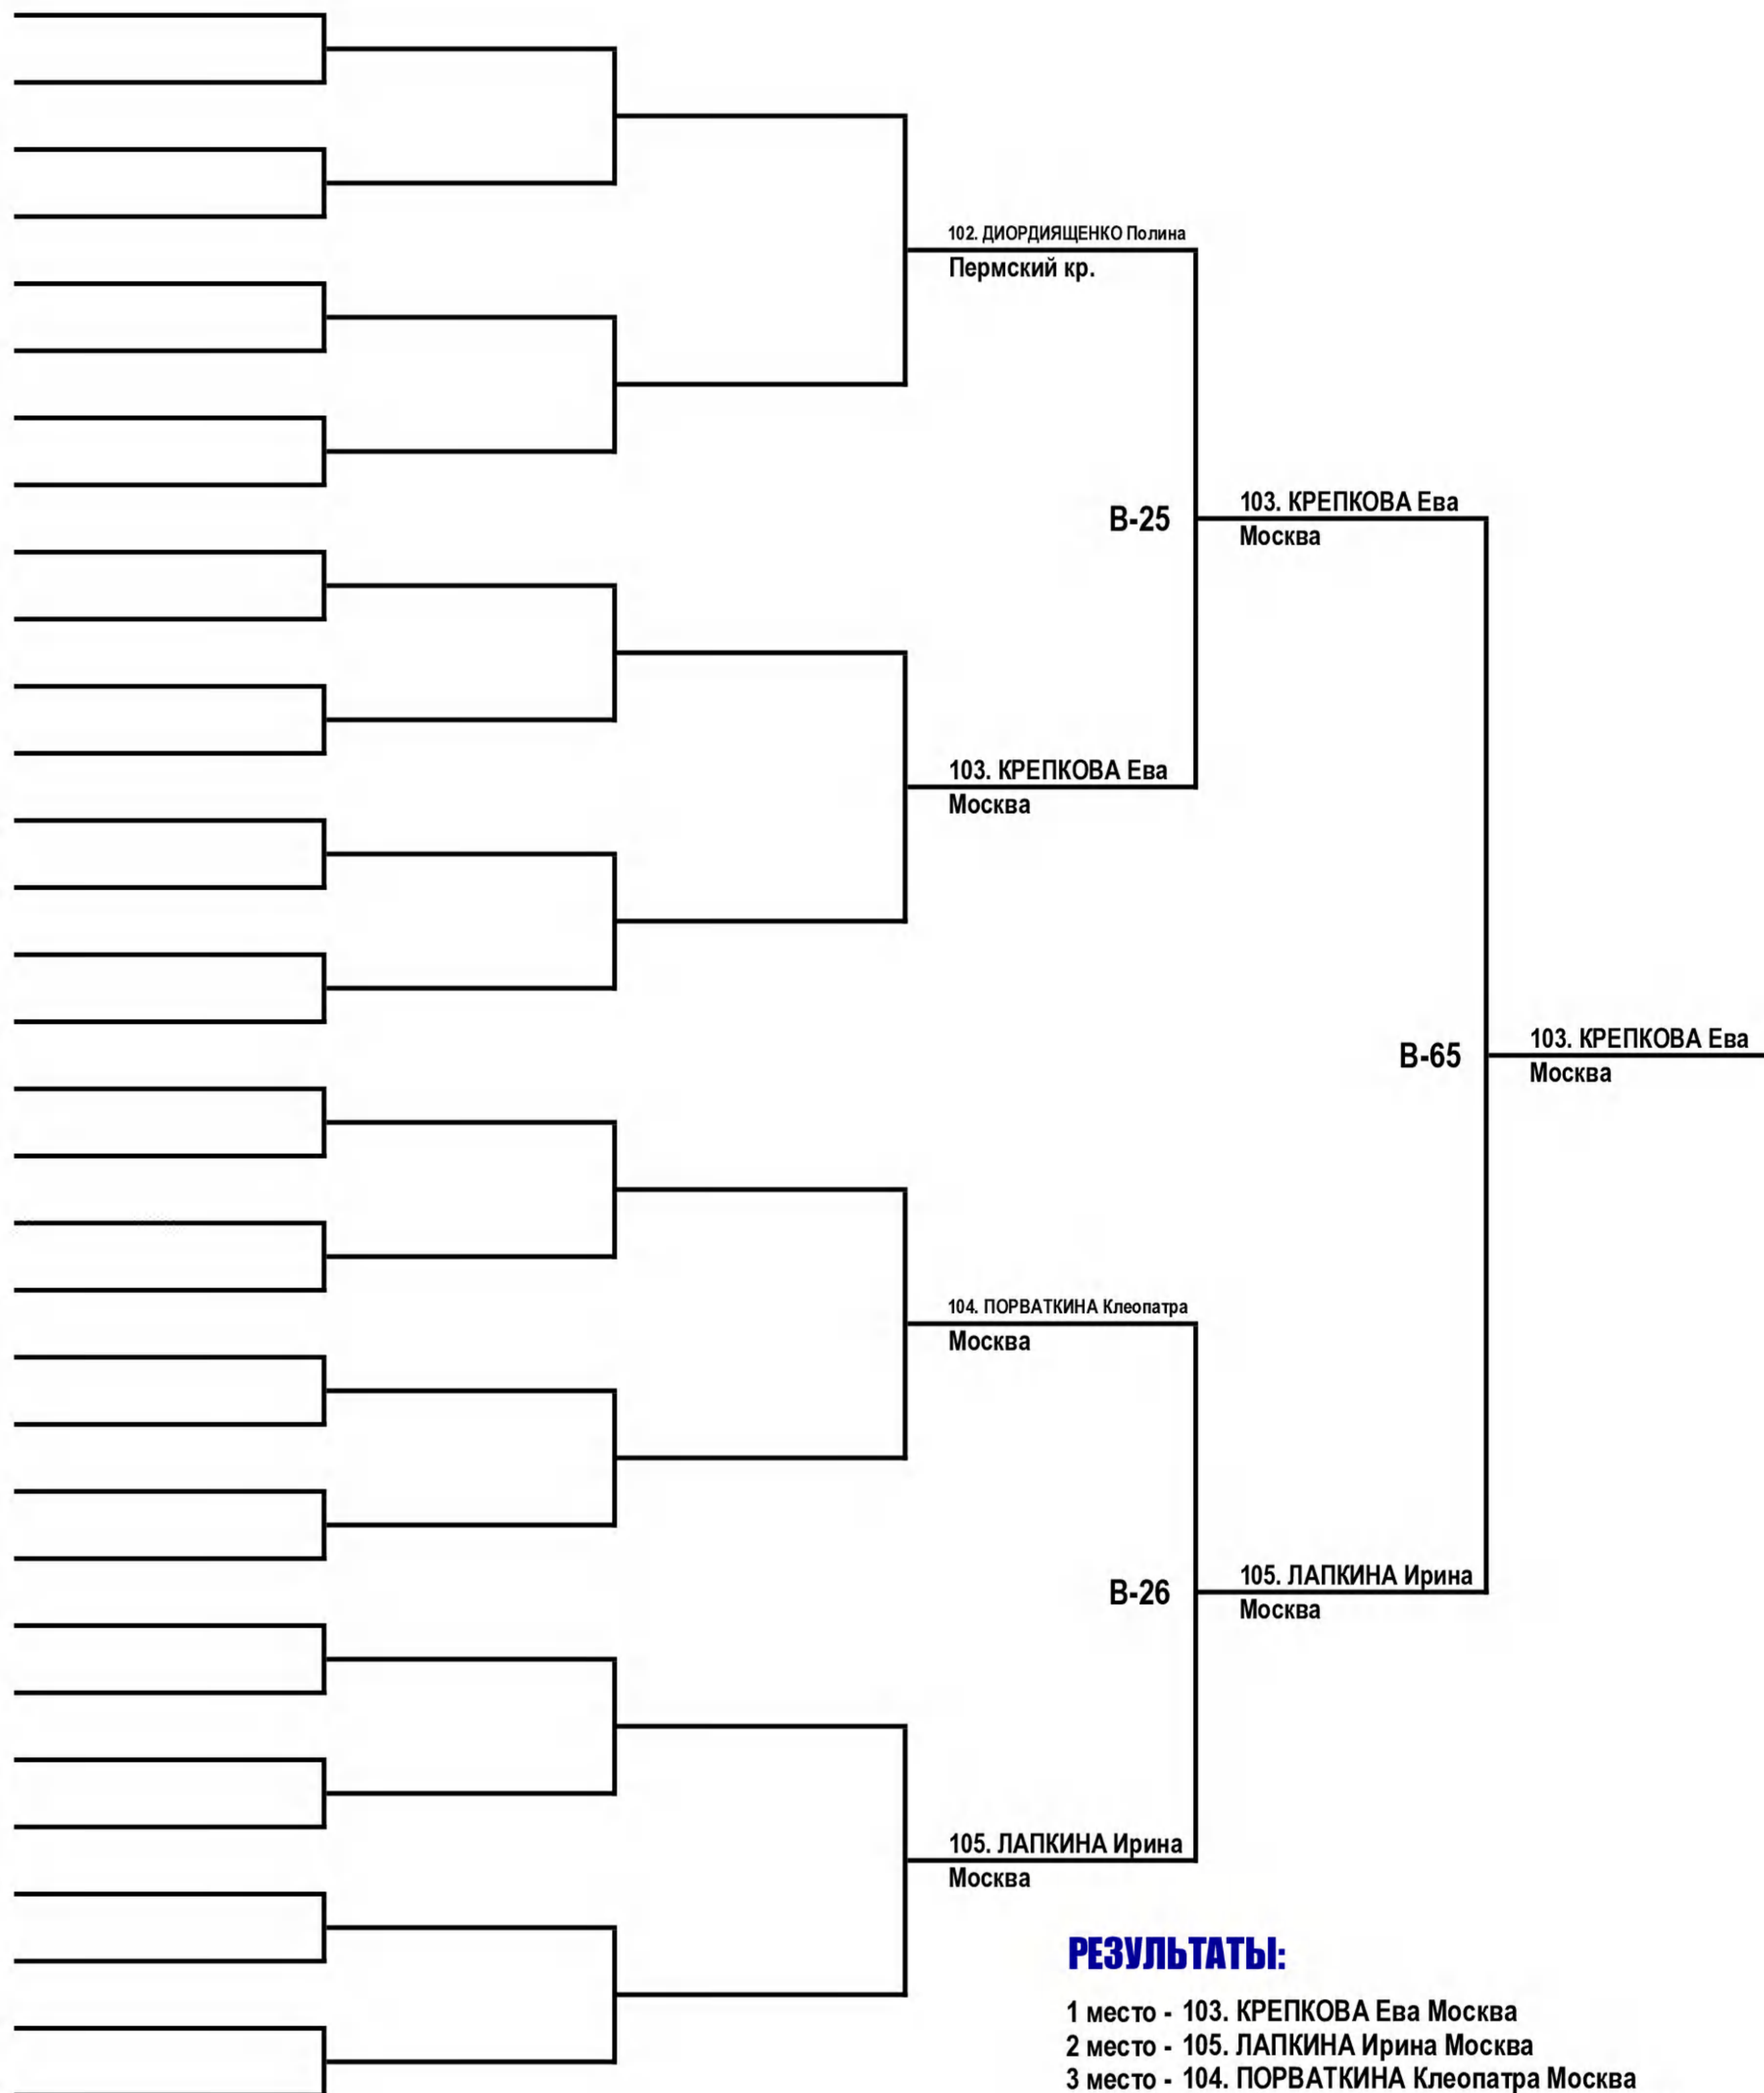 102. ДИОРДИЯЩЕНКО Полина
Пермский кр.
В-25
103. КРЕПКОВА Ева
Москва
103. КРЕПКОВА Ева
Москва
В-65
103. КРЕПКОВА Ева
Москва
104. ПОРВАТКИНА Клеопатра
Москва
В-26
105. ЛАПКИНА Ирина
Москва
105. ЛАПКИНА Ирина
Москва
РЕЗУЛЬТАТЫ:
1 место - 103. КРЕПКОВА Ева Москва
2 место - 105. ЛАПКИНА Ирина Москва
3 место - 104. ПОРВАТКИНА Клеопатра Москва